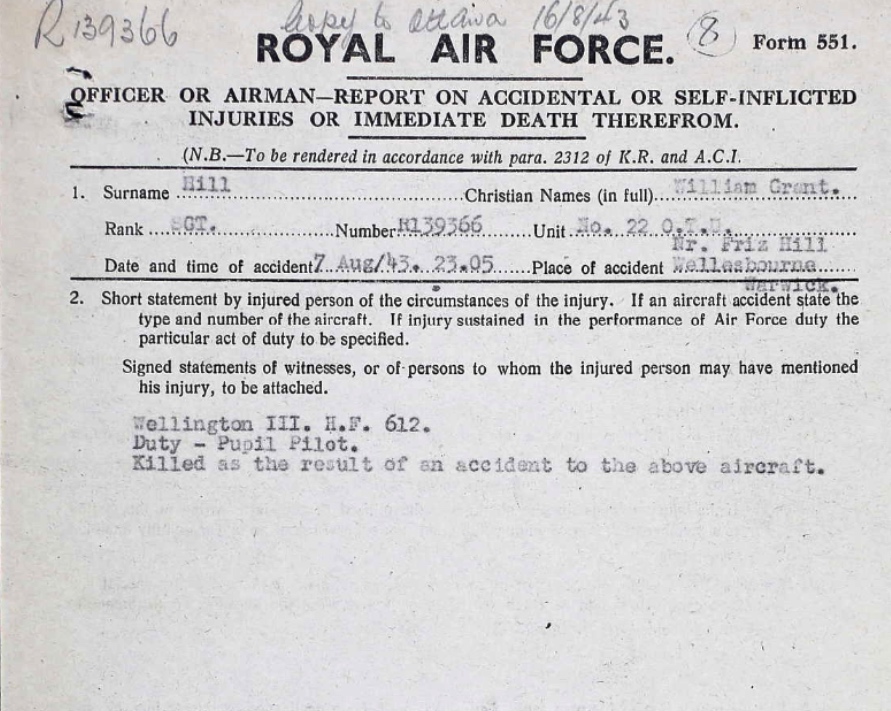 R139366 Copy to Ottawa 16/8/43
ROYAL AIR FORCE. (8) Form 551.
OFFICER OR AIRMAN—REPORT ON ACCIDENTAL OR SELF-INFLICTED
INJURIES OR IMMEDIATE DEATH THEREFROM.
(N.B.—To be rendered in accordance with para. 2312 of K.R. and A.C.I.
1. Surname Hill Christian Names (in full) William Grant.
Rank SGT. Number R139366 Unit No. 22 O.T.U.
Nr. Friz Hill
Date and time of accident 7 Aug/43. 23.05 Place of accident Wellesbourne
Warwick.
2. Short statement by injured person of the circumstances of the injury. If an aircraft accident state the
type and number of the aircraft. If injury sustained in the performance of Air Force duty the
particular act of duty to be specified.
Signed statements of witnesses, or of persons to whom the injured person may have mentioned
his injury, to be attached.
Wellington III. H.F. 612.
Duty - Pupil Pilot.
Killed as the result of an accident to the above aircraft.